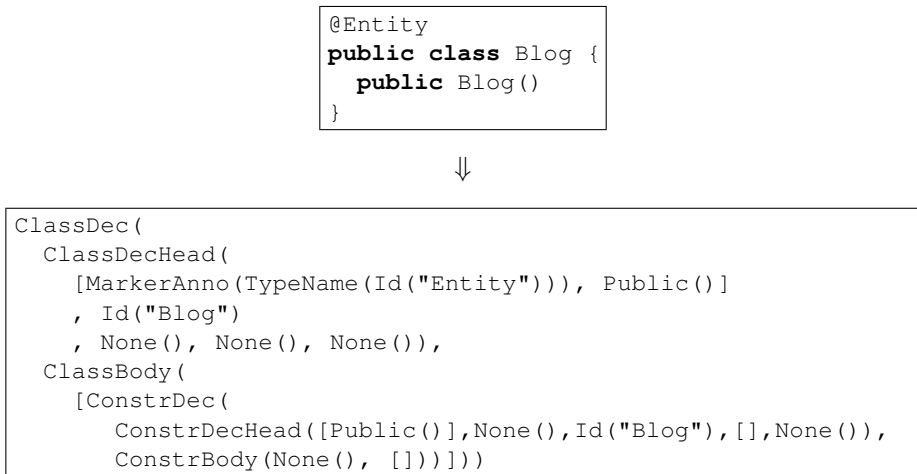 @Entity
public class Blog {
  public Blog()
}
⇓
ClassDec(
  ClassDecHead(
    [MarkerAnno(TypeName(Id("Entity"))), Public()]
    , Id("Blog")
    , None(), None(), None()),
  ClassBody(
    [ConstrDec(
       ConstrDecHead([Public()],None(),Id("Blog"),[],None()),
       ConstrBody(None(), []))]))